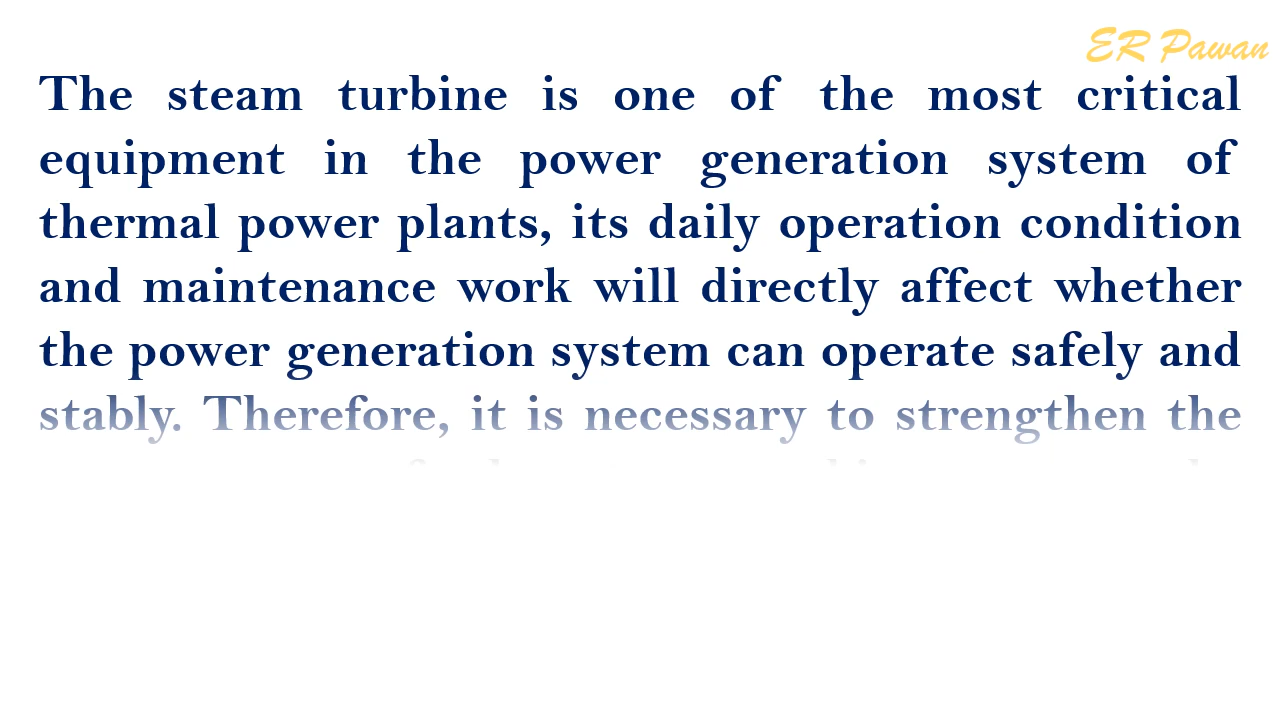 ER Pawan
The steam turbine is one of the most critical
equipment in the power generation system of
thermal power plants, its daily operation condition
and maintenance work will directly affect whether
the power generation system can operate safely and
stably. Therefore, it is necessary to strengthen the